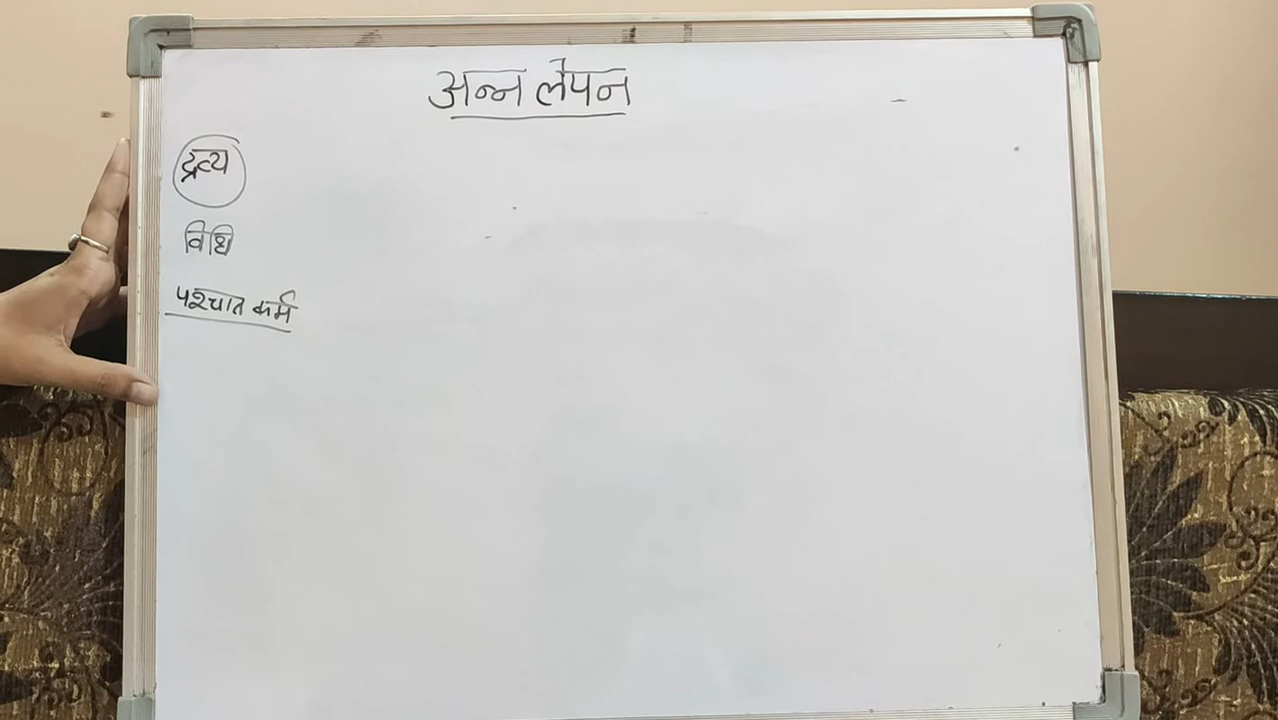 अन्न लेपन
द्रव्य
विधि
पश्चात कर्म